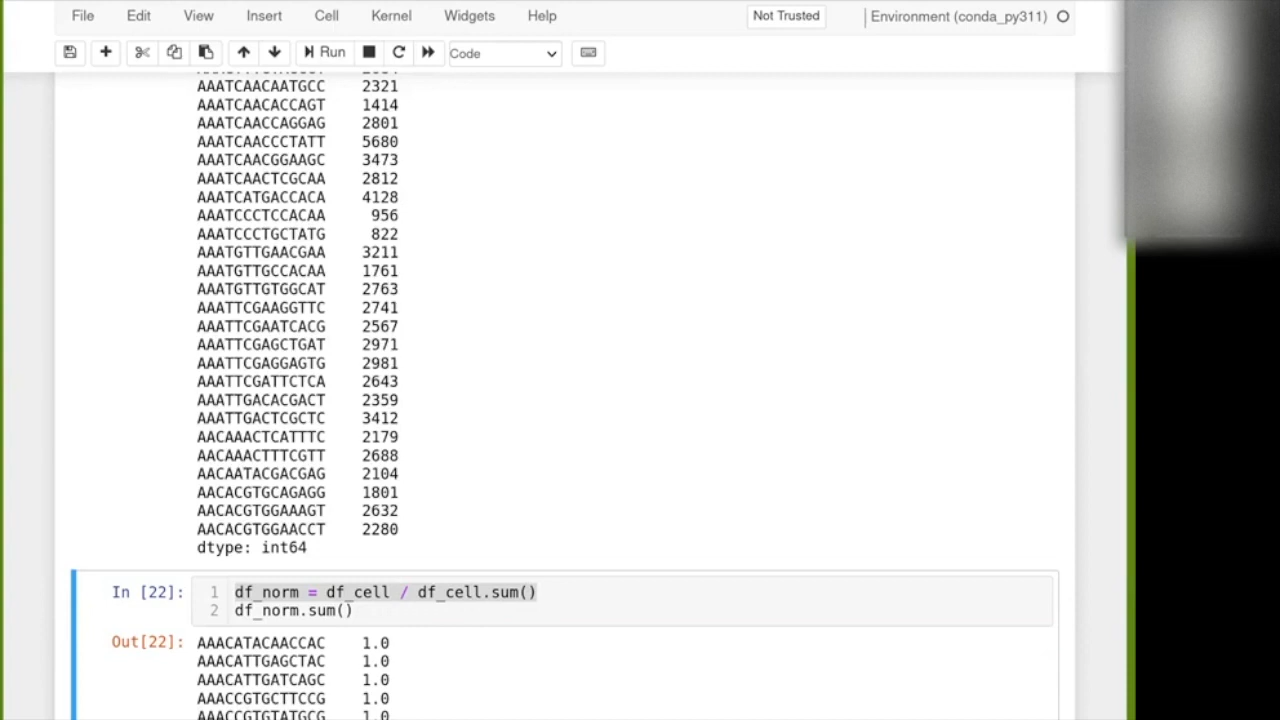 File Edit View Insert Cell Kernel Widgets Help Not Trusted Environment (conda_py311)
Run Code
AAATCAACAATGCC 2321
AAATCAACACCAGT 1414
AAATCAACCAGGAG 2801
AAATCAACCCTATT 5680
AAATCAACGGAAGC 3473
AAATCAACTCGCAA 2812
AAATCATGACCACA 4128
AAATCCCTCCACAA 956
AAATCCCTGCTATG 822
AAATGTTGAACGAA 3211
AAATGTTGCCACAA 1761
AAATGTTGTGGCAT 2763
AAATTCGAAGGTTC 2741
AAATTCGAATCACG 2567
AAATTCGAGCTGAT 2971
AAATTCGAGGAGTG 2981
AAATTCGATTCTCA 2643
AAATTGACACGACT 2359
AAATTGACTCGCTC 3412
AACAAACTCATTTC 2179
AACAAACTTTCGTT 2688
AACAATACGACGAG 2104
AACACGTGCAGAGG 1801
AACACGTGGAAAGT 2632
AACACGTGGAACCT 2280
dtype: int64
In [22]: 1 df_norm = df_cell / df_cell.sum()
2 df_norm.sum()
Out[22]: AAACATACAACCAC 1.0
AAACATTGAGCTAC 1.0
AAACATTGATCAGC 1.0
AAACCGTGCTTCCG 1.0
AAACCGTGTATGCG 1.0